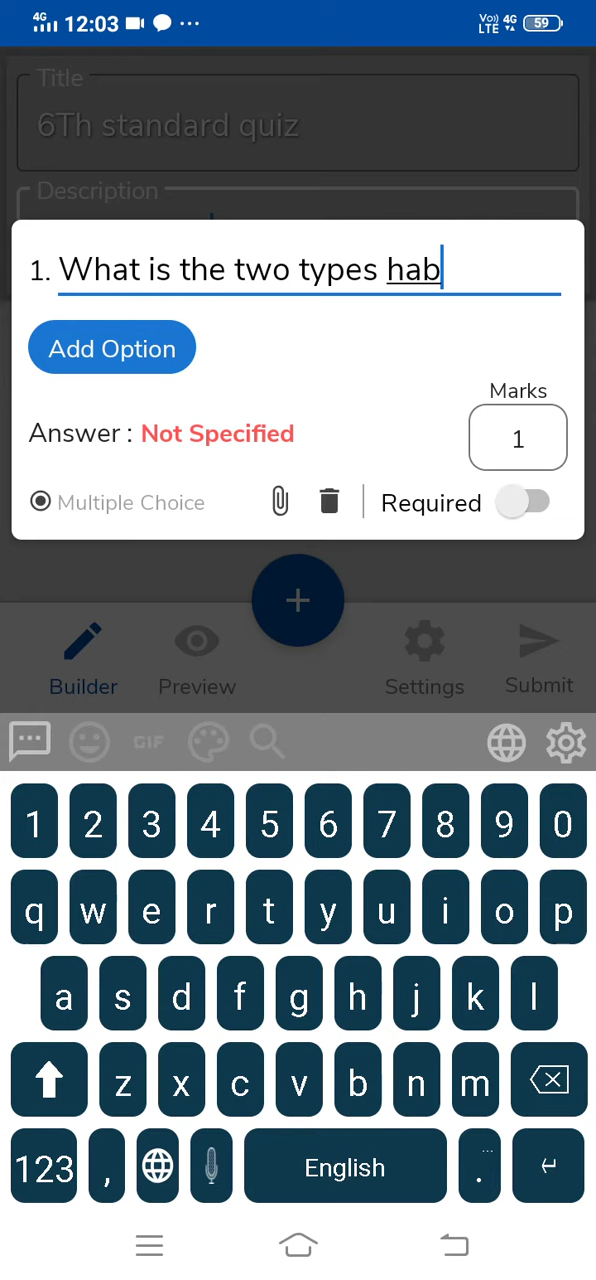 4G 12:03 ... Vo)) LTE 4G 59
Title
6Th standard quiz
Description
1. What is the two types hab
Add Option
Marks
Answer : Not Specified
1
Multiple Choice
Required
Builder
Preview
Settings
Submit
GIF
1 2 3 4 5 6 7 8 9 0
q w e r t y u i o p
a s d f g h j k l
z x c v b n m
123 , English .